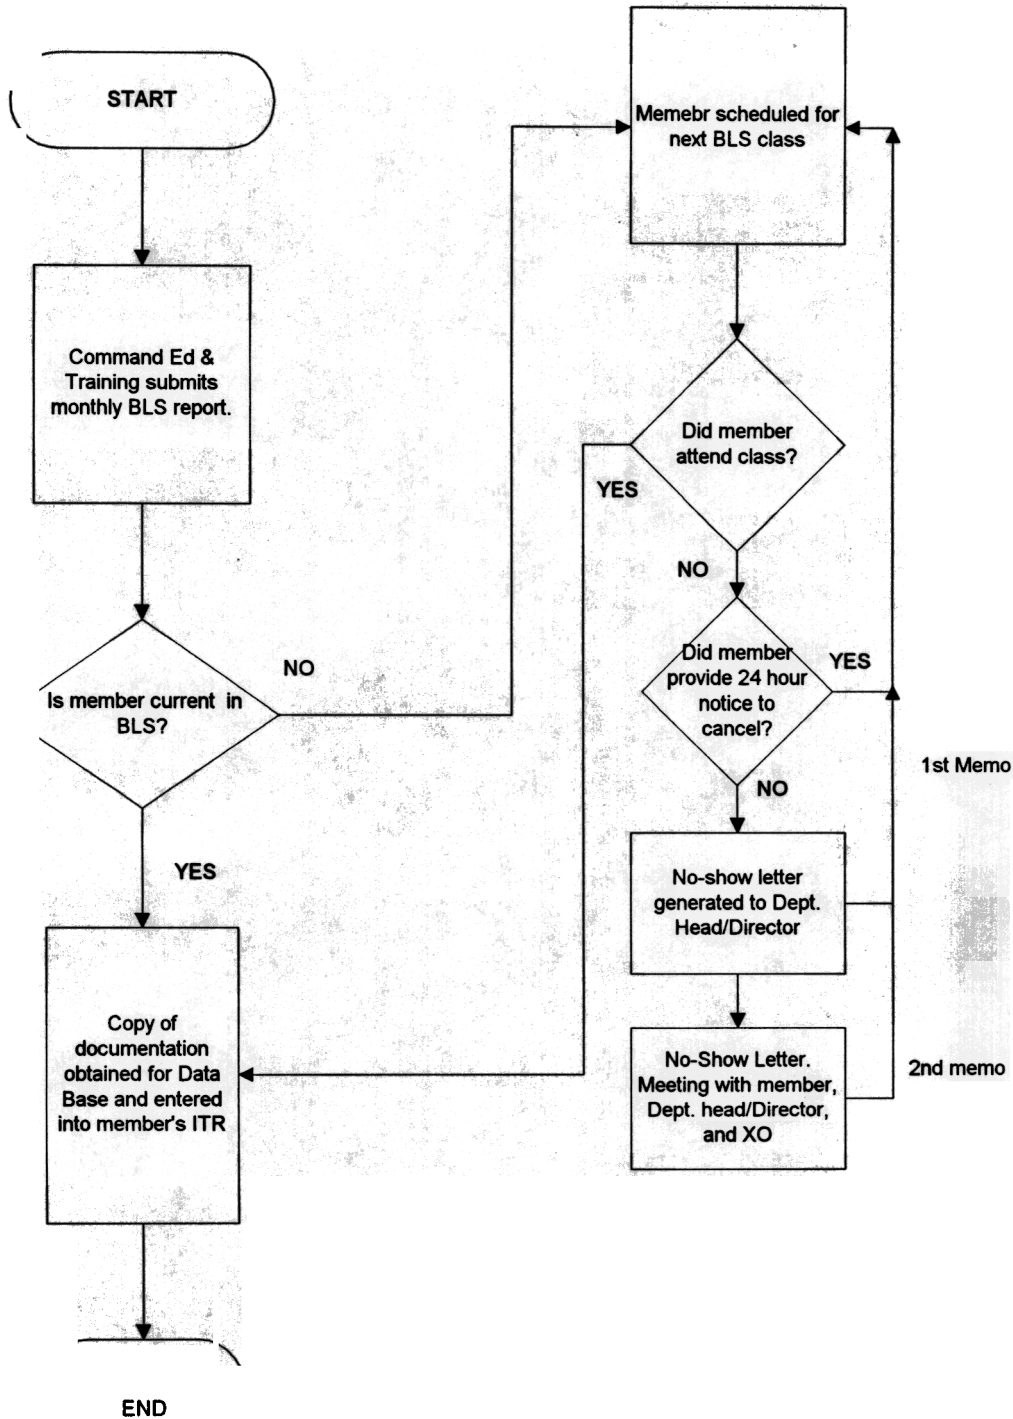 START
Command Ed &
Training submits
monthly BLS report.
Is member current in
BLS?
NO
YES
Copy of
documentation
obtained for Data
Base and entered
into member's ITR
END
Memebr scheduled for
next BLS class
Did member
attend class?
YES
NO
Did member
provide 24 hour
notice to
cancel?
YES
NO
1st Memo
No-show letter
generated to Dept.
Head/Director
No-Show Letter.
Meeting with member,
Dept. head/Director,
and XO
2nd memo